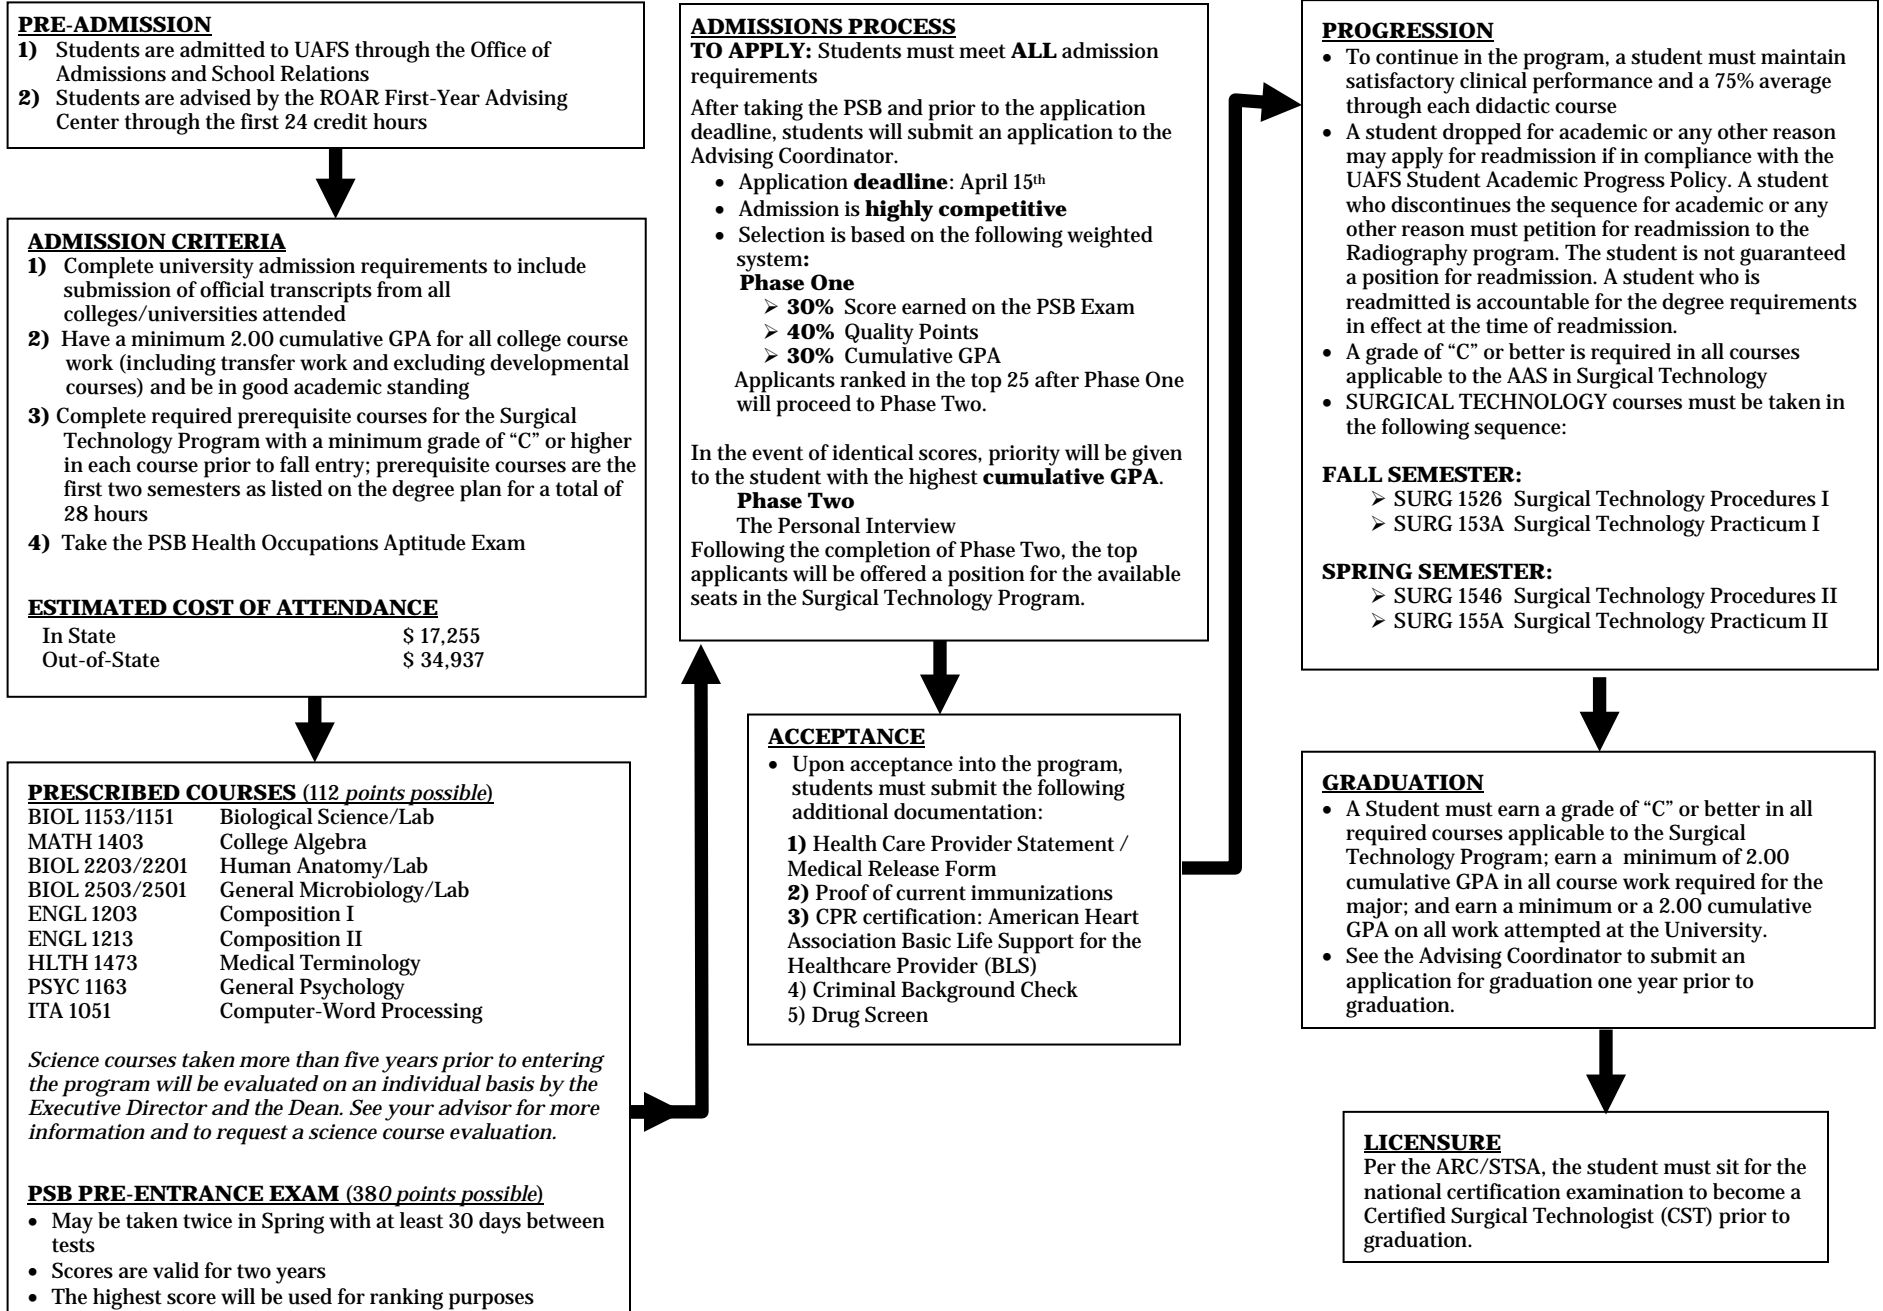 PRE-ADMISSION
1) Students are admitted to UAFS through the Office of
Admissions and School Relations
2) Students are advised by the ROAR First-Year Advising
Center through the first 24 credit hours
ADMISSION CRITERIA
1) Complete university admission requirements to include
submission of official transcripts from all
colleges/universities attended
2) Have a minimum 2.00 cumulative GPA for all college course
work (including transfer work and excluding developmental
courses) and be in good academic standing
3) Complete required prerequisite courses for the Surgical
Technology Program with a minimum grade of “C” or higher
in each course prior to fall entry; prerequisite courses are the
first two semesters as listed on the degree plan for a total of
28 hours
4) Take the PSB Health Occupations Aptitude Exam
ESTIMATED COST OF ATTENDANCE
In State $ 17,255
Out-of-State $ 34,937
PRESCRIBED COURSES (112 points possible)
BIOL 1153/1151 Biological Science/Lab
MATH 1403 College Algebra
BIOL 2203/2201 Human Anatomy/Lab
BIOL 2503/2501 General Microbiology/Lab
ENGL 1203 Composition I
ENGL 1213 Composition II
HLTH 1473 Medical Terminology
PSYC 1163 General Psychology
ITA 1051 Computer-Word Processing
Science courses taken more than five years prior to entering
the program will be evaluated on an individual basis by the
Executive Director and the Dean. See your advisor for more
information and to request a science course evaluation.
PSB PRE-ENTRANCE EXAM (380 points possible)
• May be taken twice in Spring with at least 30 days between
tests
• Scores are valid for two years
• The highest score will be used for ranking purposes
ADMISSIONS PROCESS
TO APPLY: Students must meet ALL admission
requirements
After taking the PSB and prior to the application
deadline, students will submit an application to the
Advising Coordinator.
• Application deadline: April 15th
• Admission is highly competitive
• Selection is based on the following weighted
system:
Phase One
➢ 30% Score earned on the PSB Exam
➢ 40% Quality Points
➢ 30% Cumulative GPA
Applicants ranked in the top 25 after Phase One
will proceed to Phase Two.
In the event of identical scores, priority will be given
to the student with the highest cumulative GPA.
Phase Two
The Personal Interview
Following the completion of Phase Two, the top
applicants will be offered a position for the available
seats in the Surgical Technology Program.
ACCEPTANCE
• Upon acceptance into the program,
students must submit the following
additional documentation:
1) Health Care Provider Statement /
Medical Release Form
2) Proof of current immunizations
3) CPR certification: American Heart
Association Basic Life Support for the
Healthcare Provider (BLS)
4) Criminal Background Check
5) Drug Screen
PROGRESSION
• To continue in the program, a student must maintain
satisfactory clinical performance and a 75% average
through each didactic course
• A student dropped for academic or any other reason
may apply for readmission if in compliance with the
UAFS Student Academic Progress Policy. A student
who discontinues the sequence for academic or any
other reason must petition for readmission to the
Radiography program. The student is not guaranteed
a position for readmission. A student who is
readmitted is accountable for the degree requirements
in effect at the time of readmission.
• A grade of “C” or better is required in all courses
applicable to the AAS in Surgical Technology
• SURGICAL TECHNOLOGY courses must be taken in
the following sequence:
FALL SEMESTER:
➢ SURG 1526 Surgical Technology Procedures I
➢ SURG 153A Surgical Technology Practicum I
SPRING SEMESTER:
➢ SURG 1546 Surgical Technology Procedures II
➢ SURG 155A Surgical Technology Practicum II
GRADUATION
• A Student must earn a grade of “C” or better in all
required courses applicable to the Surgical
Technology Program; earn a minimum of 2.00
cumulative GPA in all course work required for the
major; and earn a minimum or a 2.00 cumulative
GPA on all work attempted at the University.
• See the Advising Coordinator to submit an
application for graduation one year prior to
graduation.
LICENSURE
Per the ARC/STSA, the student must sit for the
national certification examination to become a
Certified Surgical Technologist (CST) prior to
graduation.